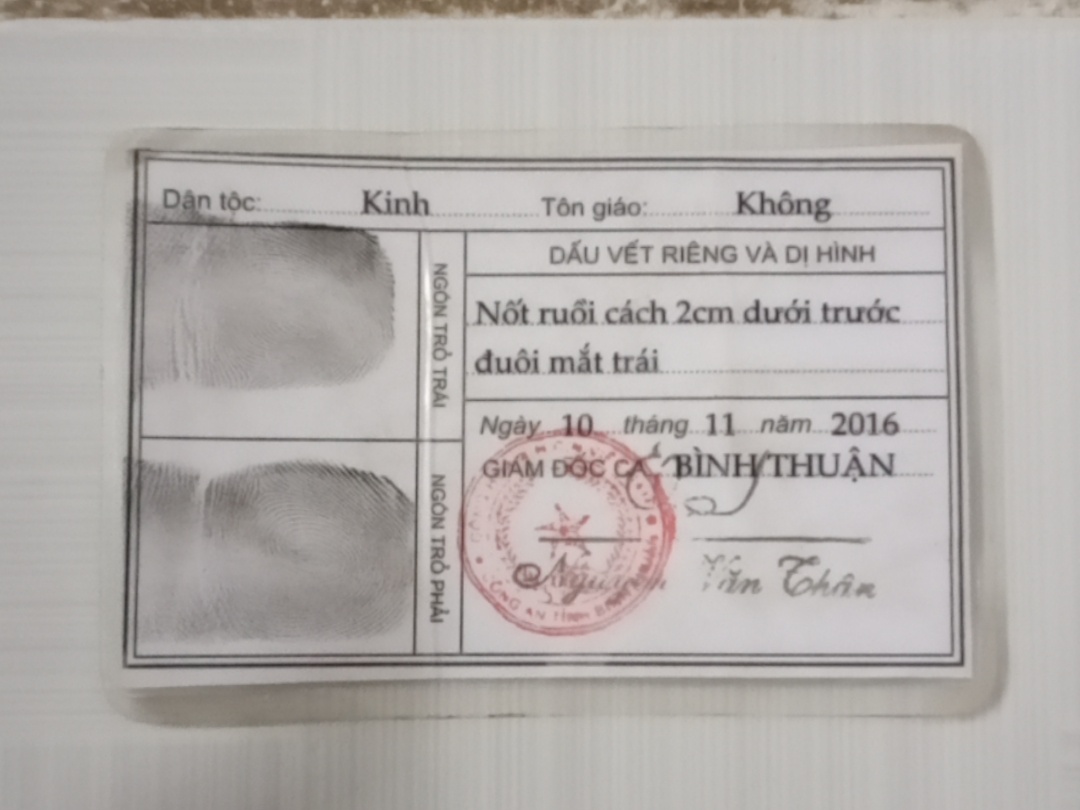 Dân tộc: Kinh Tôn giáo: Không
DẤU VẾT RIÊNG VÀ DỊ HÌNH
NGÓN TRỎ TRÁI
Nốt ruồi cách 2cm dưới trước
đuôi mắt trái
Ngày 10 tháng 11 năm 2016
GIÁM ĐỐC CA BÌNH THUẬN
NGÓN TRỎ PHẢI
Nguyễn Văn Thân
CÔNG AN TỈNH BÌNH THUẬN